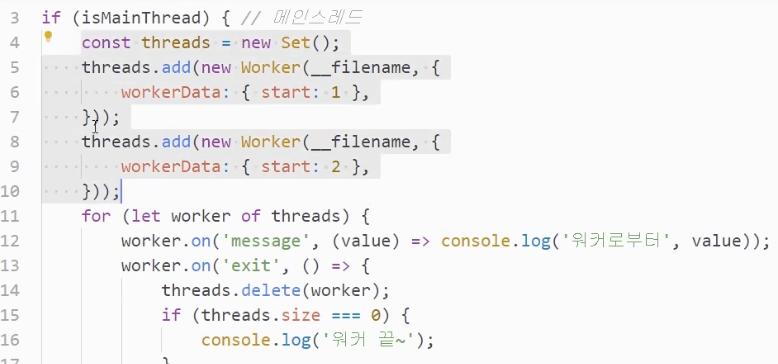 3 if (isMainThread) { // 메인스레드
4 const threads = new Set();
5 threads.add(new Worker(__filename, {
6 workerData: { start: 1 },
7 }));
8 threads.add(new Worker(__filename, {
9 workerData: { start: 2 },
10 }));
11 for (let worker of threads) {
12 worker.on('message', (value) => console.log('워커로부터', value));
13 worker.on('exit', () => {
14 threads.delete(worker);
15 if (threads.size === 0) {
16 console.log('워커 끝~');
17 }